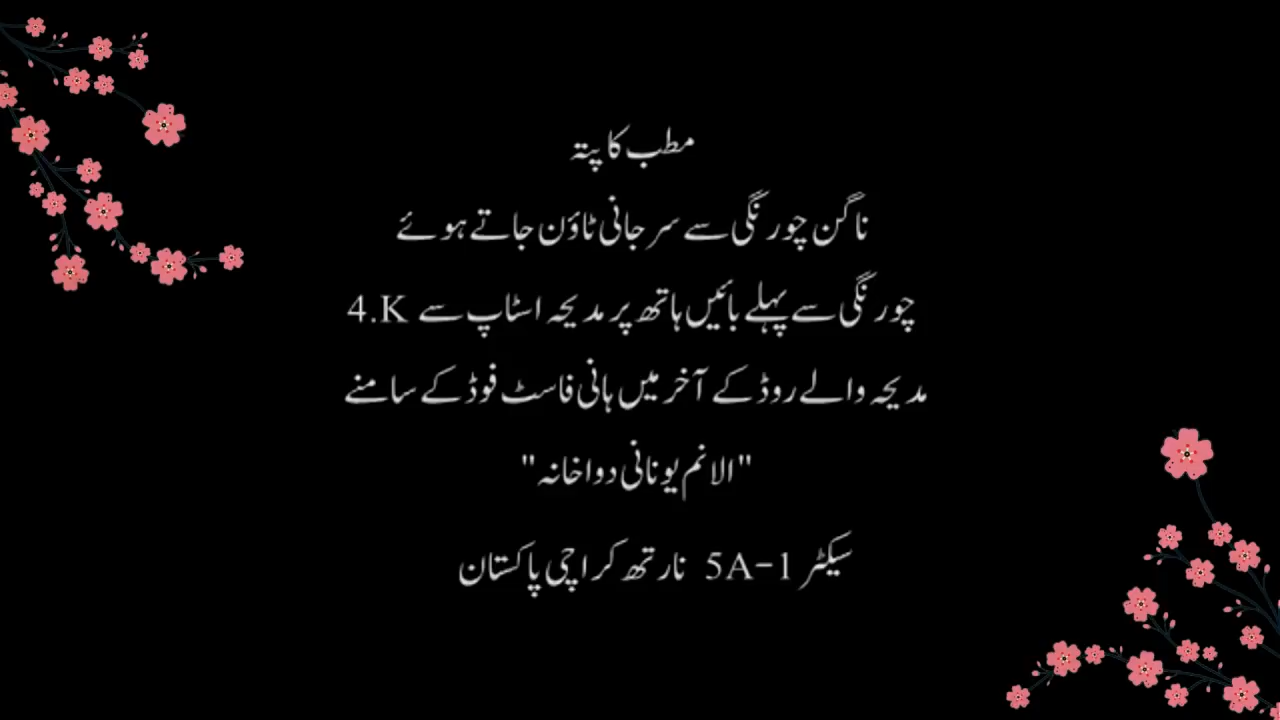 مطب کا پتہ
ناگن چورنگی سے سرجانی ٹاؤن جاتے ہوئے
4.K چورنگی سے پہلے بائیں ہاتھ پر مدیحہ اسٹاپ سے
مدیحہ والے روڈ کے آخر میں ہانی فاسٹ فوڈ کے سامنے
"الانم یونانی دواخانہ"
سیکٹر 5A-1 نارتھ کراچی پاکستان